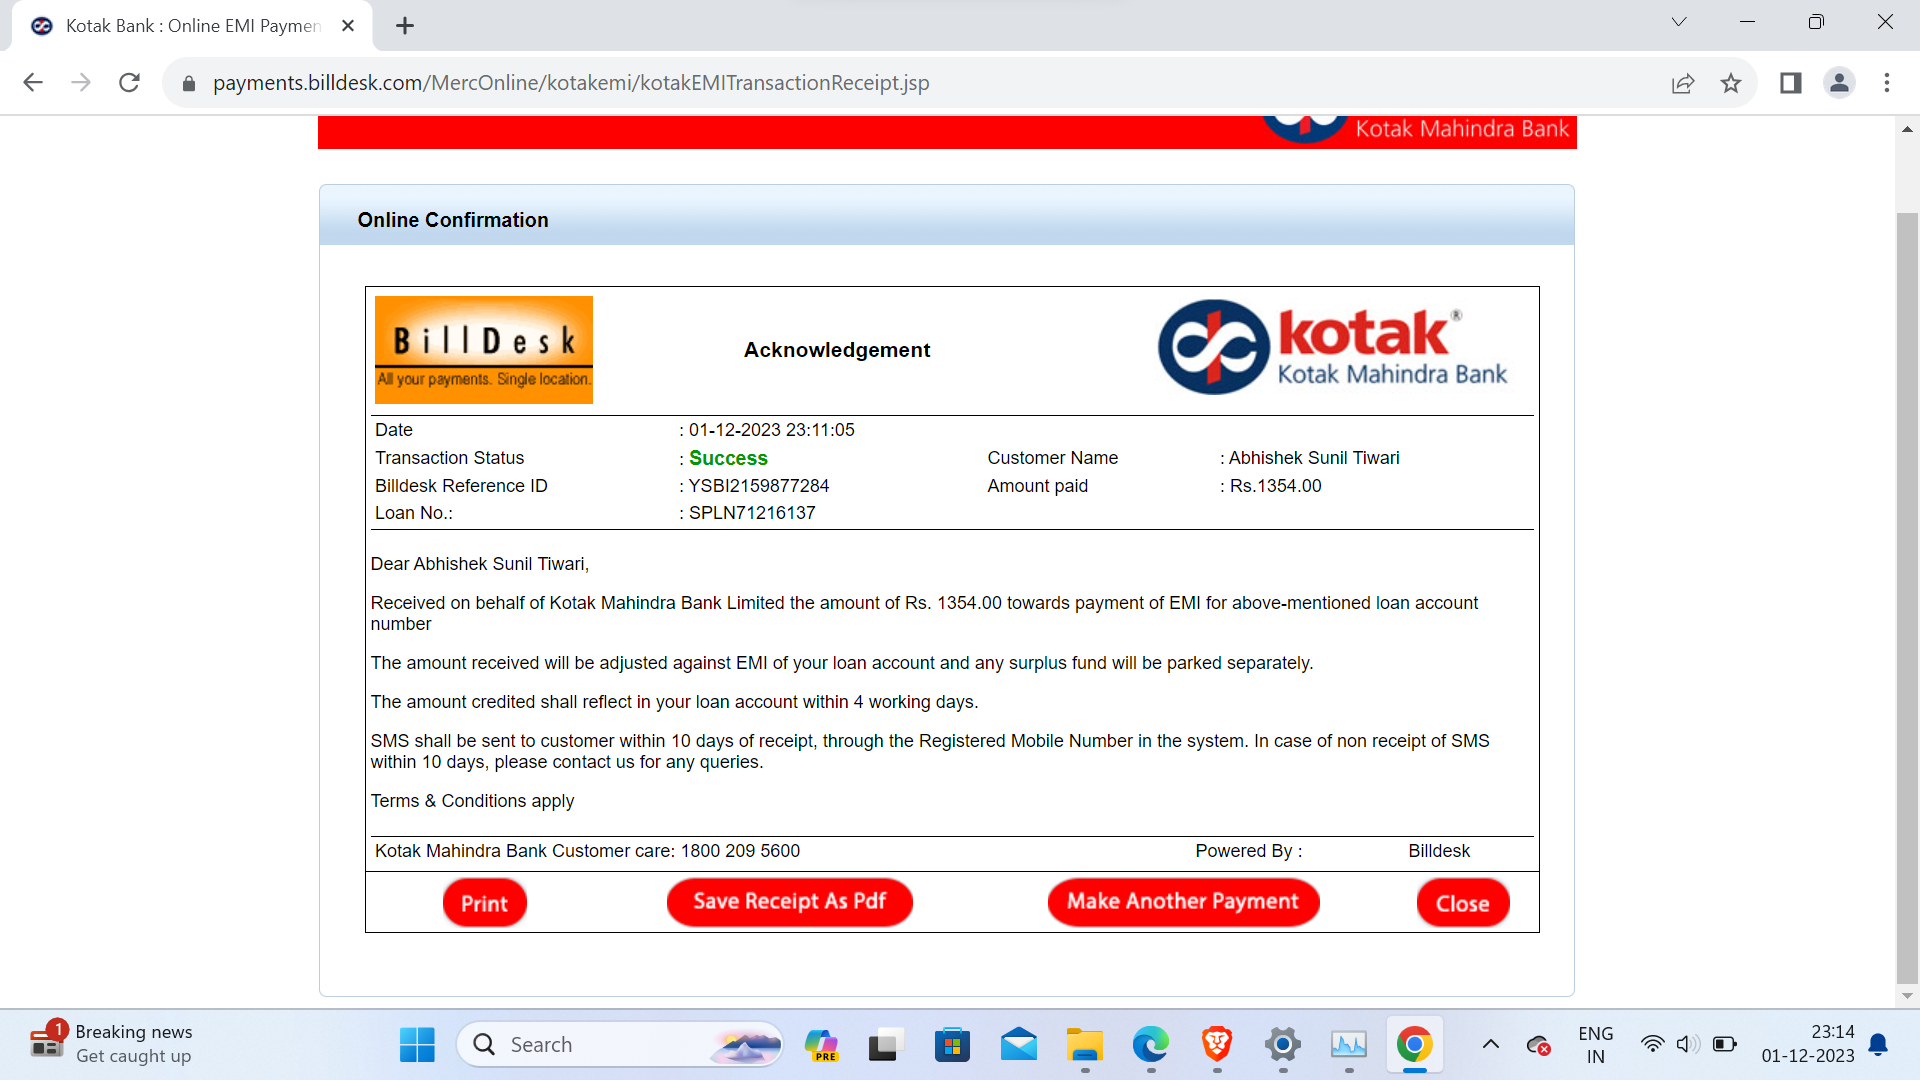 Kotak Bank : Online EMI Paymen
payments.billdesk.com/MercOnline/kotakemi/kotakEMITransactionReceipt.jsp
Kotak Mahindra Bank
Online Confirmation
BillDesk
All your payments. Single location.
Acknowledgement
kotak®
Kotak Mahindra Bank
Date : 01-12-2023 23:11:05
Transaction Status : Success Customer Name : Abhishek Sunil Tiwari
Billdesk Reference ID : YSBI2159877284 Amount paid : Rs.1354.00
Loan No.: : SPLN71216137
Dear Abhishek Sunil Tiwari,
Received on behalf of Kotak Mahindra Bank Limited the amount of Rs. 1354.00 towards payment of EMI for above-mentioned loan account
number
The amount received will be adjusted against EMI of your loan account and any surplus fund will be parked separately.
The amount credited shall reflect in your loan account within 4 working days.
SMS shall be sent to customer within 10 days of receipt, through the Registered Mobile Number in the system. In case of non receipt of SMS
within 10 days, please contact us for any queries.
Terms & Conditions apply
Kotak Mahindra Bank Customer care: 1800 209 5600 Powered By : Billdesk
Print Save Receipt As Pdf Make Another Payment Close
1
Breaking news
Get caught up
Search
PRE
ENG
IN
23:14
01-12-2023